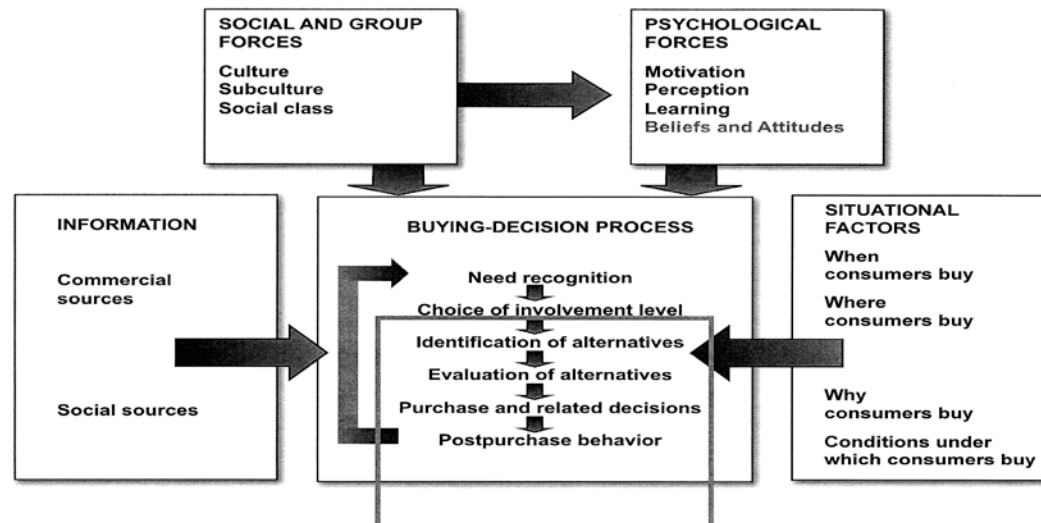 SOCIAL AND GROUP
FORCES
Culture
Subculture
Social class
PSYCHOLOGICAL
FORCES
Motivation
Perception
Learning
Beliefs and Attitudes
INFORMATION
Commercial
sources
Social sources
BUYING-DECISION PROCESS
Need recognition
Choice of involvement level
Identification of alternatives
Evaluation of alternatives
Purchase and related decisions
Postpurchase behavior
SITUATIONAL
FACTORS
When
consumers buy
Where
consumers buy
Why
consumers buy
Conditions under
which consumers buy